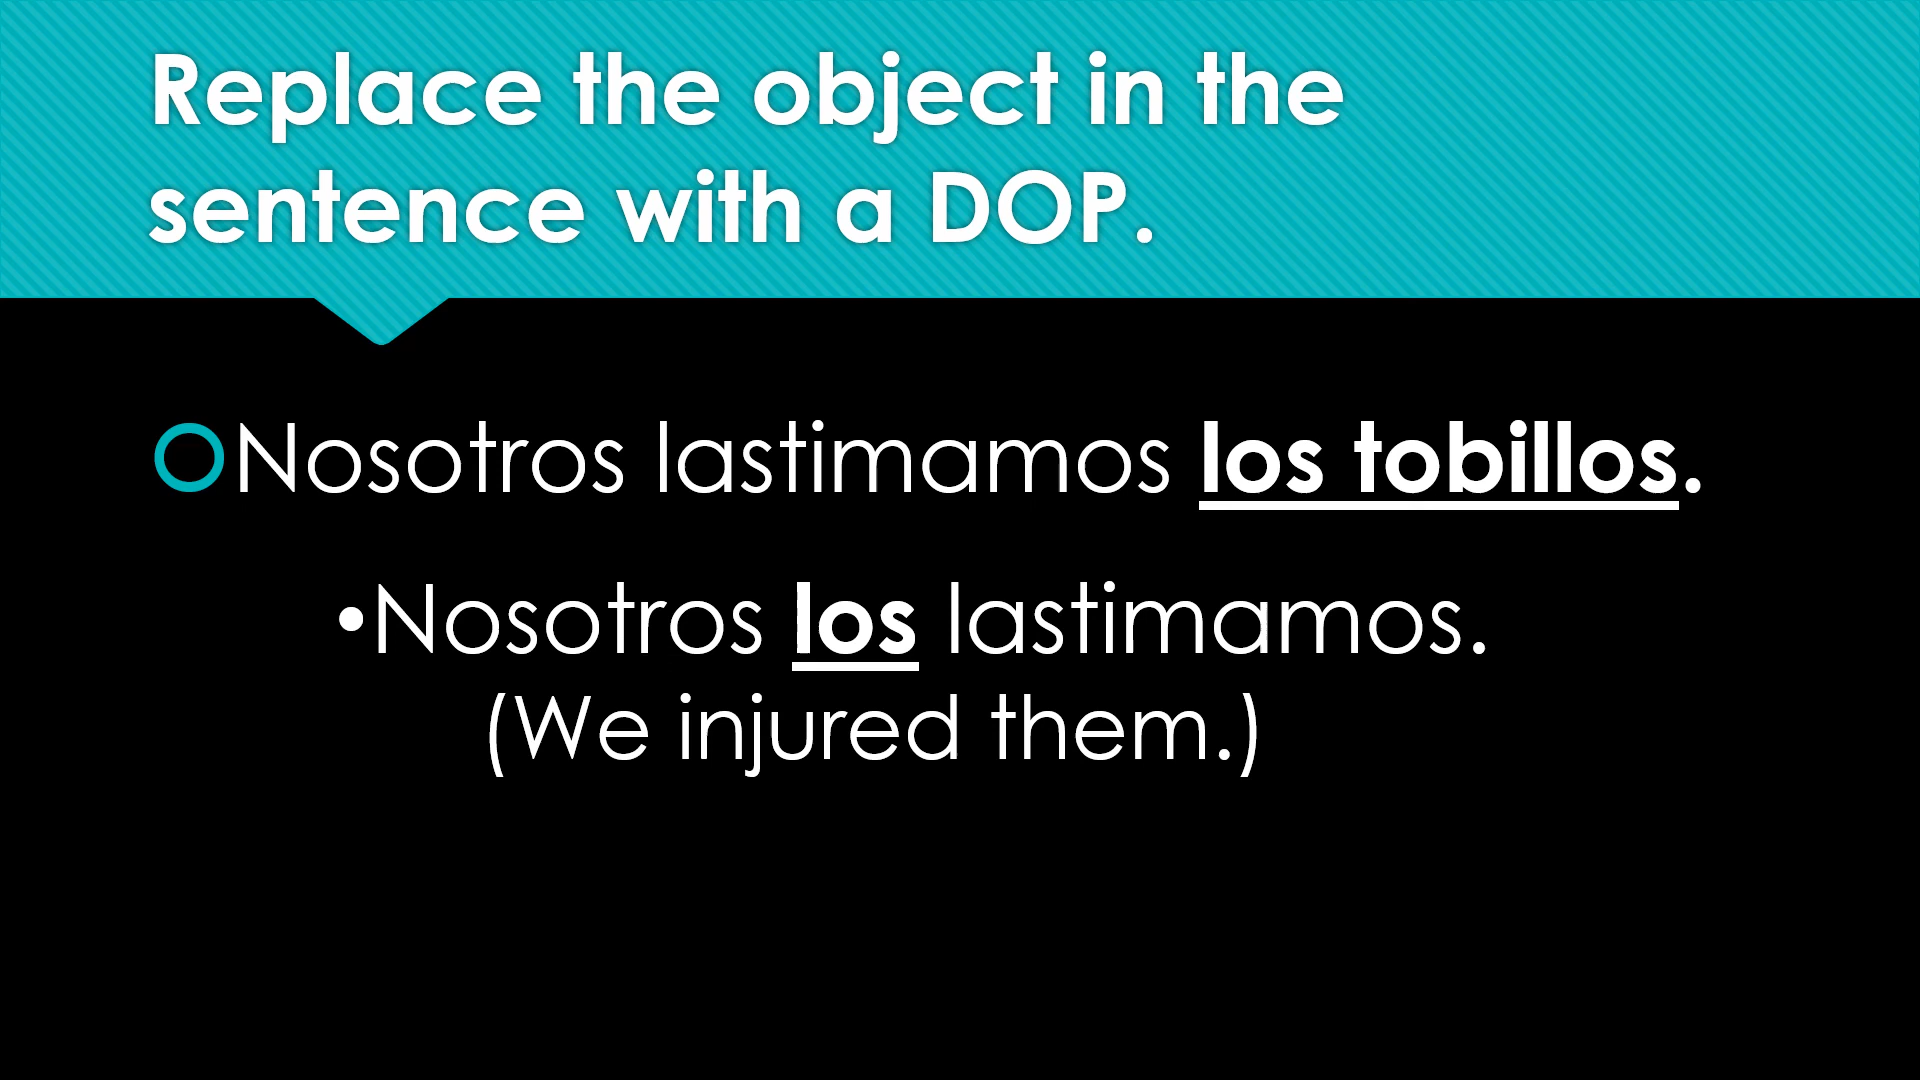 Replace the object in the
sentence with a DOP.
Nosotros lastimamos los tobillos.
•Nosotros los lastimamos.
(We injured them.)